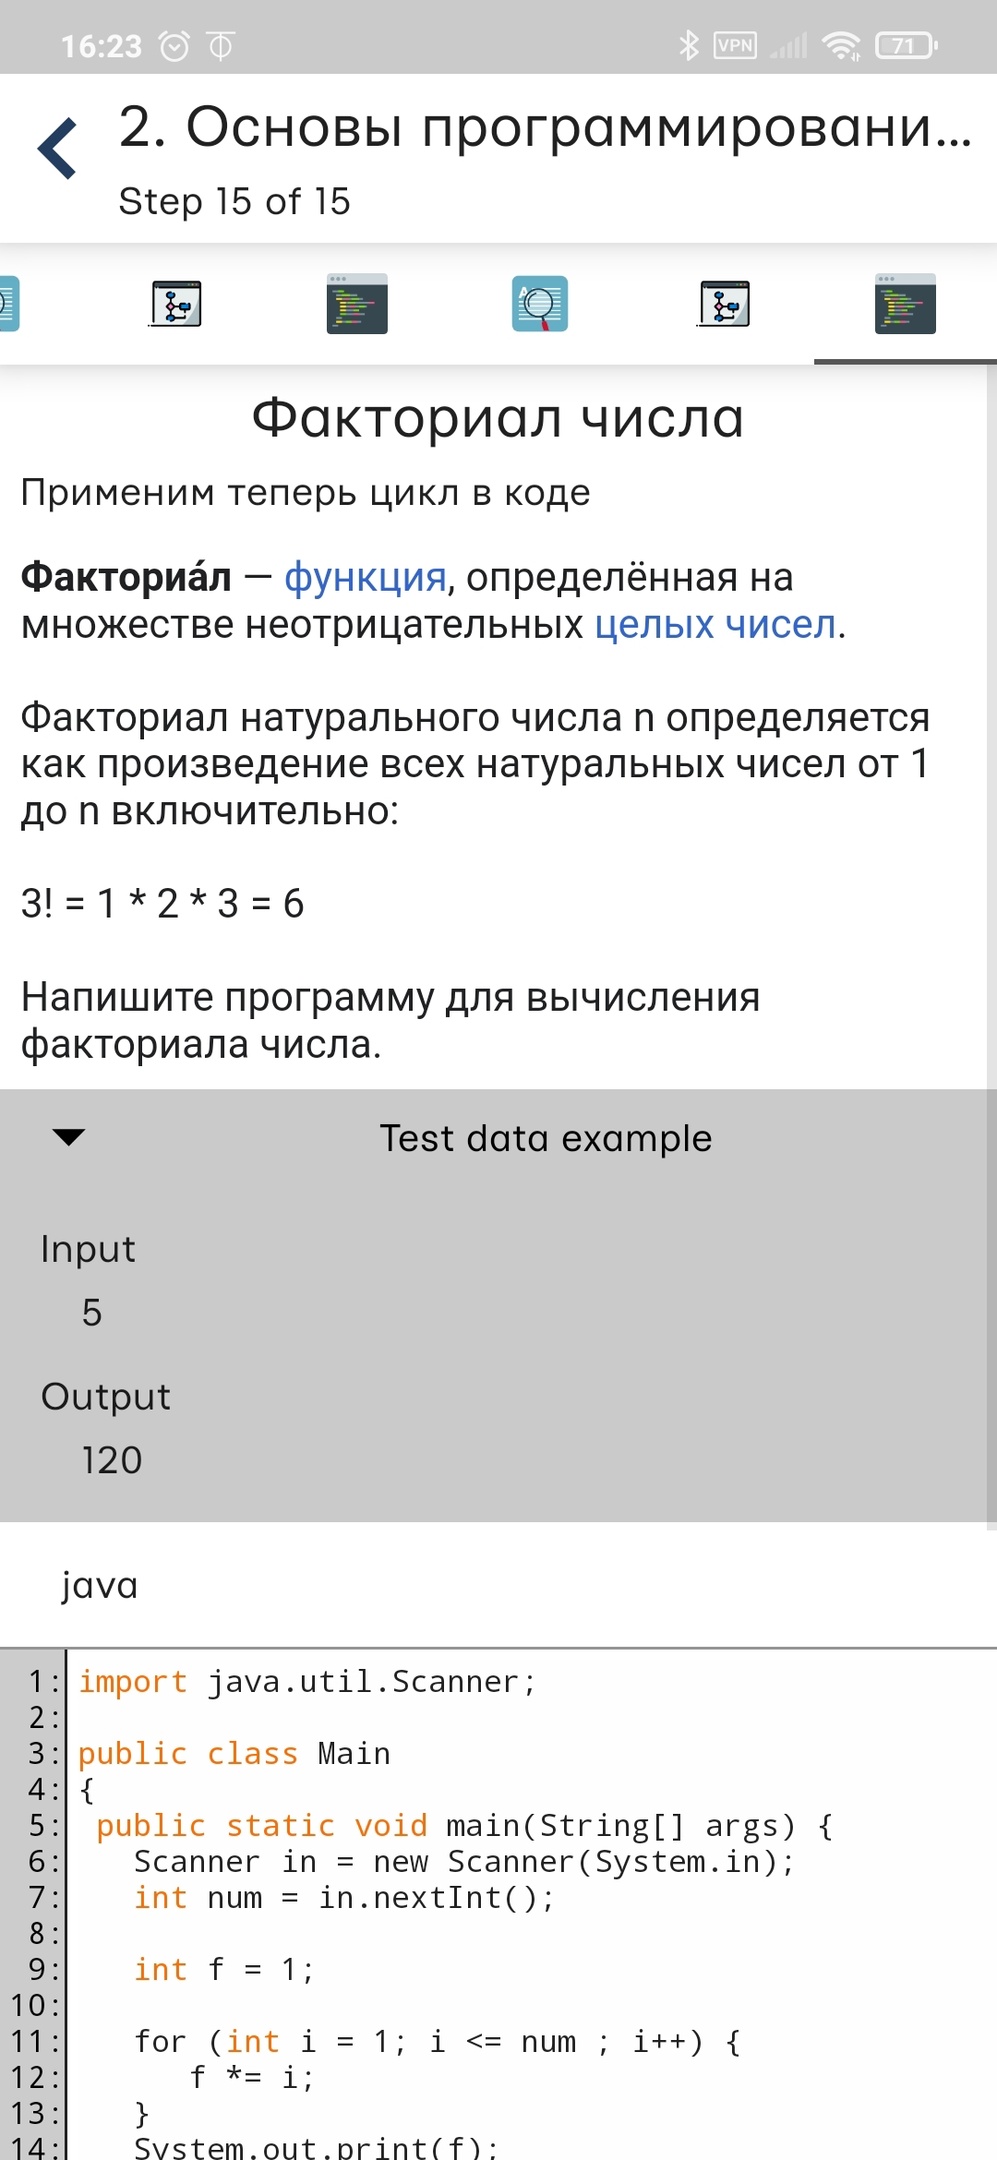 16:23 VPN 71
2. Основы программировани...
Step 15 of 15
Факториал числа
Применим теперь цикл в коде
Факториа́л — функция, определённая на
множестве неотрицательных целых чисел.
Факториал натурального числа n определяется
как произведение всех натуральных чисел от 1
до n включительно:
3! = 1 * 2 * 3 = 6
Напишите программу для вычисления
факториала числа.
Test data example
Input
5
Output
120
java
1: import java.util.Scanner;
2:
3: public class Main
4: {
5: public static void main(String[] args) {
6: Scanner in = new Scanner(System.in);
7: int num = in.nextInt();
8:
9: int f = 1;
10:
11: for (int i = 1; i <= num ; i++) {
12: f *= i;
13: }
14: System.out.print(f);